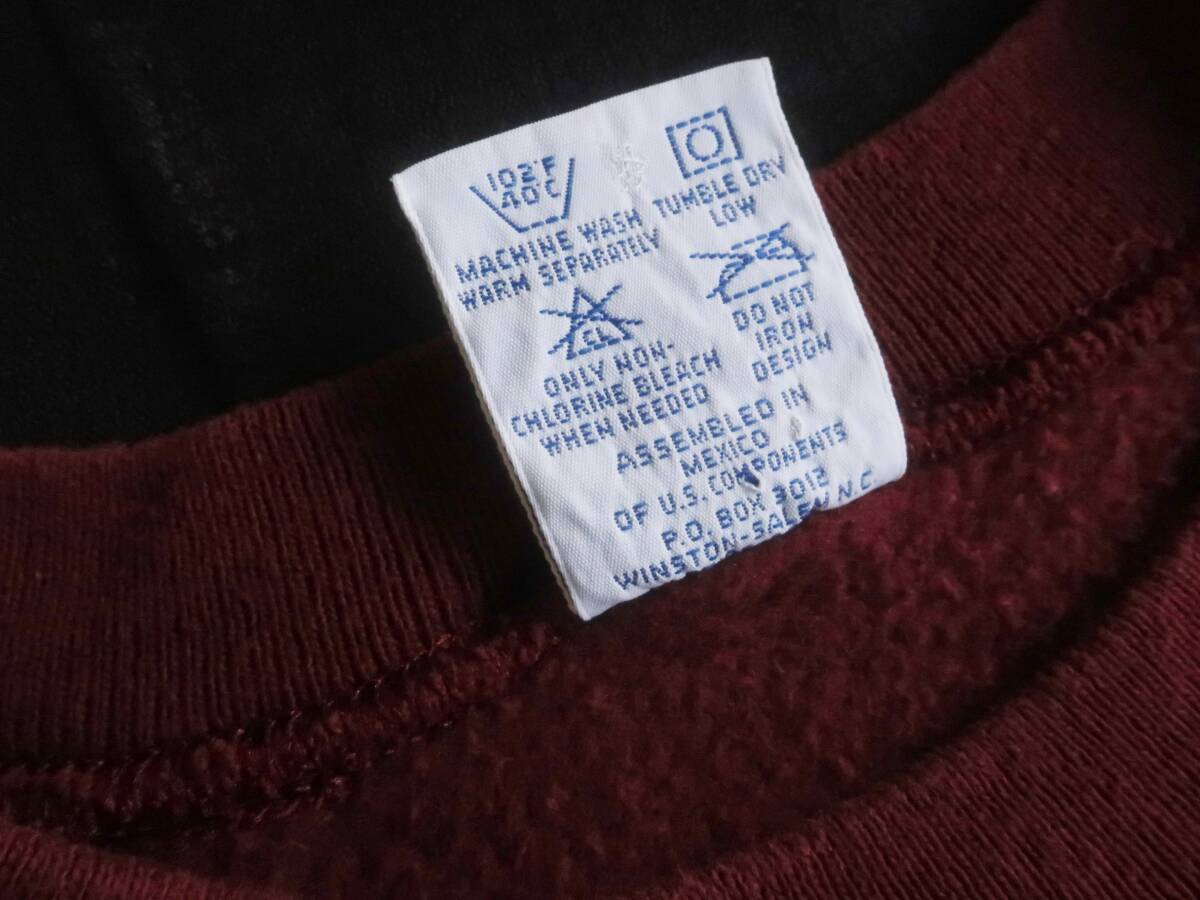 102°F
40°C
MACHINE WASH
WARM SEPARATELY
TUMBLE DRY
LOW
CL
ONLY NON-
CHLORINE BLEACH
WHEN NEEDED
DO NOT
IRON
DESIGN
ASSEMBLED IN
MEXICO
OF U.S. COMPONENTS
P.O. BOX 3012
WINSTON-SALEM N.C.